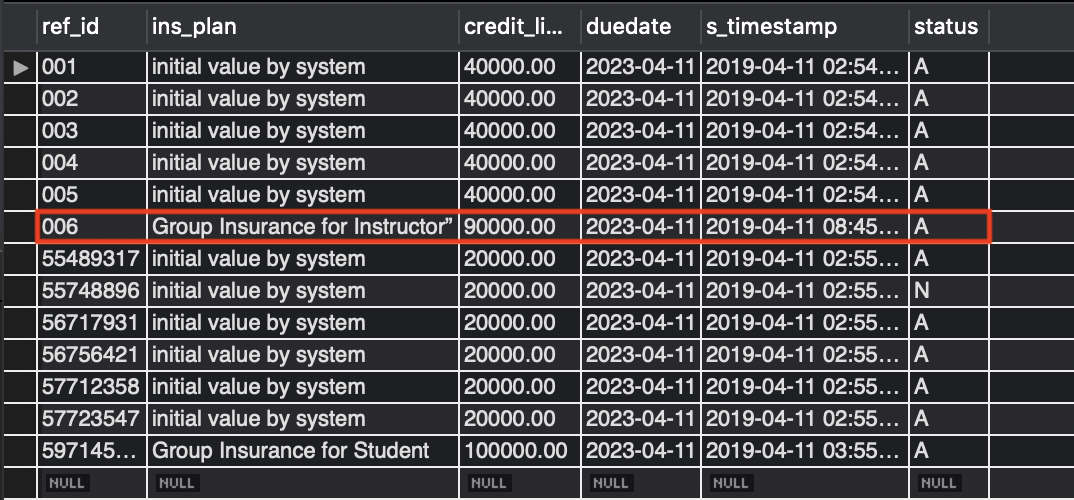 ref_id ins_plan credit_li... duedate s_timestamp status
001 initial value by system 40000.00 2023-04-11 2019-04-11 02:54... A
002 initial value by system 40000.00 2023-04-11 2019-04-11 02:54... A
003 initial value by system 40000.00 2023-04-11 2019-04-11 02:54... A
004 initial value by system 40000.00 2023-04-11 2019-04-11 02:54... A
005 initial value by system 40000.00 2023-04-11 2019-04-11 02:54... A
006 Group Insurance for Instructor” 90000.00 2023-04-11 2019-04-11 08:45... A
55489317 initial value by system 20000.00 2023-04-11 2019-04-11 02:55... A
55748896 initial value by system 20000.00 2023-04-11 2019-04-11 02:55... N
56717931 initial value by system 20000.00 2023-04-11 2019-04-11 02:55... A
56756421 initial value by system 20000.00 2023-04-11 2019-04-11 02:55... A
57712358 initial value by system 20000.00 2023-04-11 2019-04-11 02:55... A
57723547 initial value by system 20000.00 2023-04-11 2019-04-11 02:55... A
597145... Group Insurance for Student 100000.00 2023-04-11 2019-04-11 03:55... A
NULL NULL NULL NULL NULL NULL